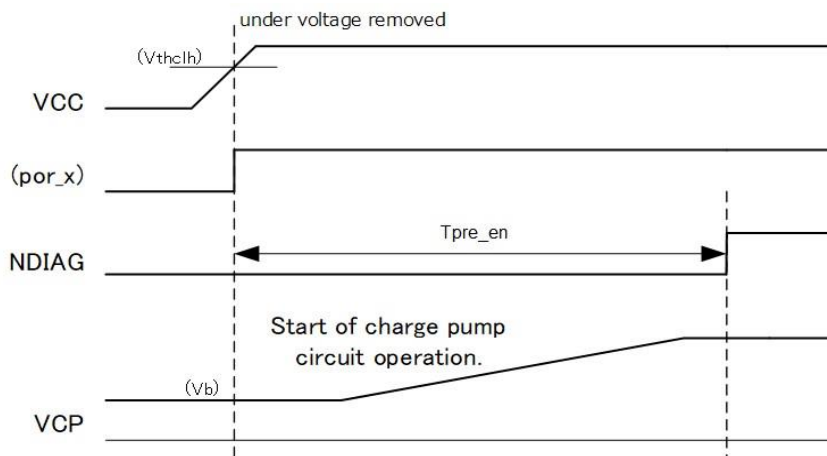 under voltage removed
(Vthclh)
VCC
(por_x)
Tpre_en
NDIAG
Start of charge pump
circuit operation.
(Vb)
VCP